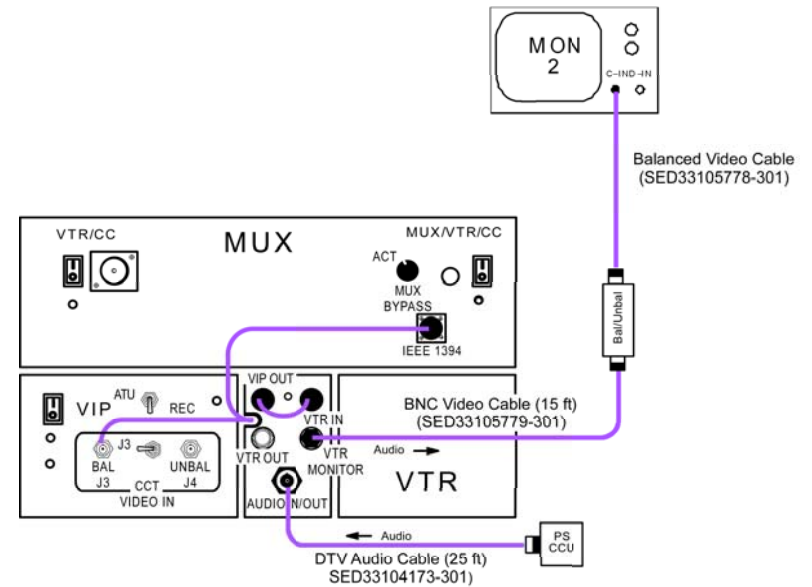 MON
2
C-IND-IN
Balanced Video Cable
(SED33105778-301)
VTR/CC
MUX
MUX/VTR/CC
ACT
MUX
BYPASS
IEEE 1394
Bal/Unbal
VIP
ATU
REC
J3
BAL
UNBAL
J3
CCT
J4
VIDEO IN
VIP OUT
VTR IN
VTR OUT
VTR
MONITOR
AUDIO IN/OUT
BNC Video Cable (15 ft)
(SED33105779-301)
Audio
VTR
Audio
PS
CCU
DTV Audio Cable (25 ft)
SED33104173-301)